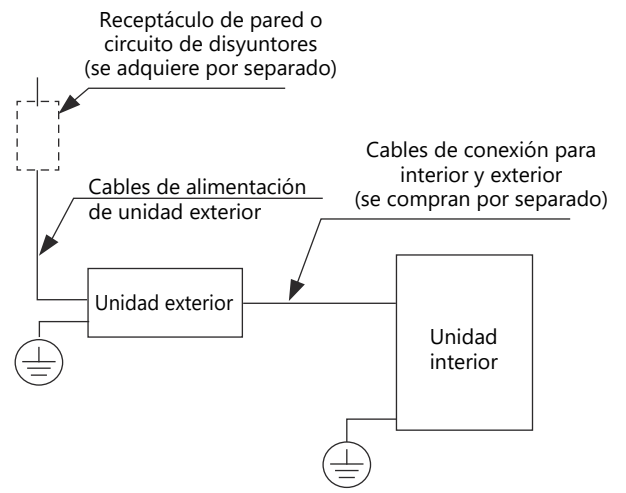 Receptáculo de pared o
circuito de disyuntores
(se adquiere por separado)
Cables de conexión para
interior y exterior
(se compran por separado)
Cables de alimentación
de unidad exterior
Unidad exterior
Unidad
interior